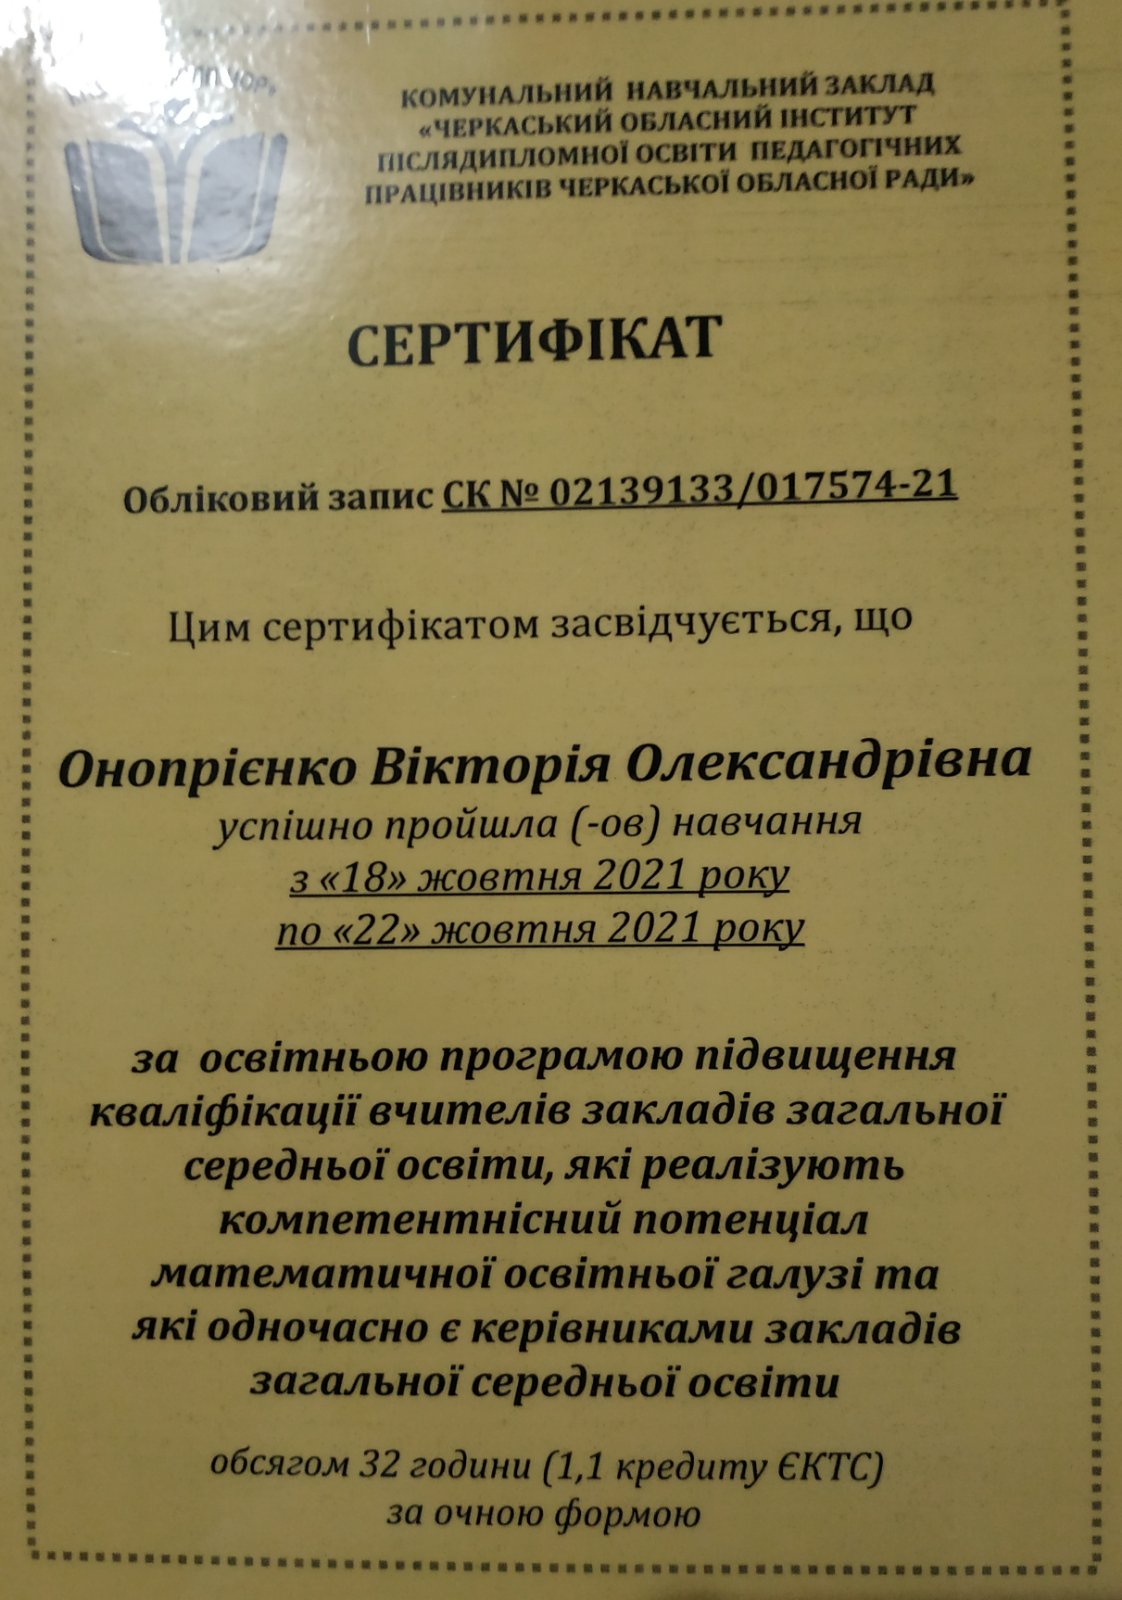 КОМУНАЛЬНИЙ НАВЧАЛЬНИЙ ЗАКЛАД
«ЧЕРКАСЬКИЙ ОБЛАСНИЙ ІНСТИТУТ
ПІСЛЯДИПЛОМНОЇ ОСВІТИ ПЕДАГОГІЧНИХ
ПРАЦІВНИКІВ ЧЕРКАСЬКОЇ ОБЛАСНОЇ РАДИ»
СЕРТИФІКАТ
Обліковий запис СК № 02139133/017574-21
Цим сертифікатом засвідчується, що
Онопрієнко Вікторія Олександрівна
успішно пройшла (-ов) навчання
з «18» жовтня 2021 року
по «22» жовтня 2021 року
за освітньою програмою підвищення
кваліфікації вчителів закладів загальної
середньої освіти, які реалізують
компетентнісний потенціал
математичної освітньої галузі та
які одночасно є керівниками закладів
загальної середньої освіти
обсягом 32 години (1,1 кредиту ЄКТС)
за очною формою